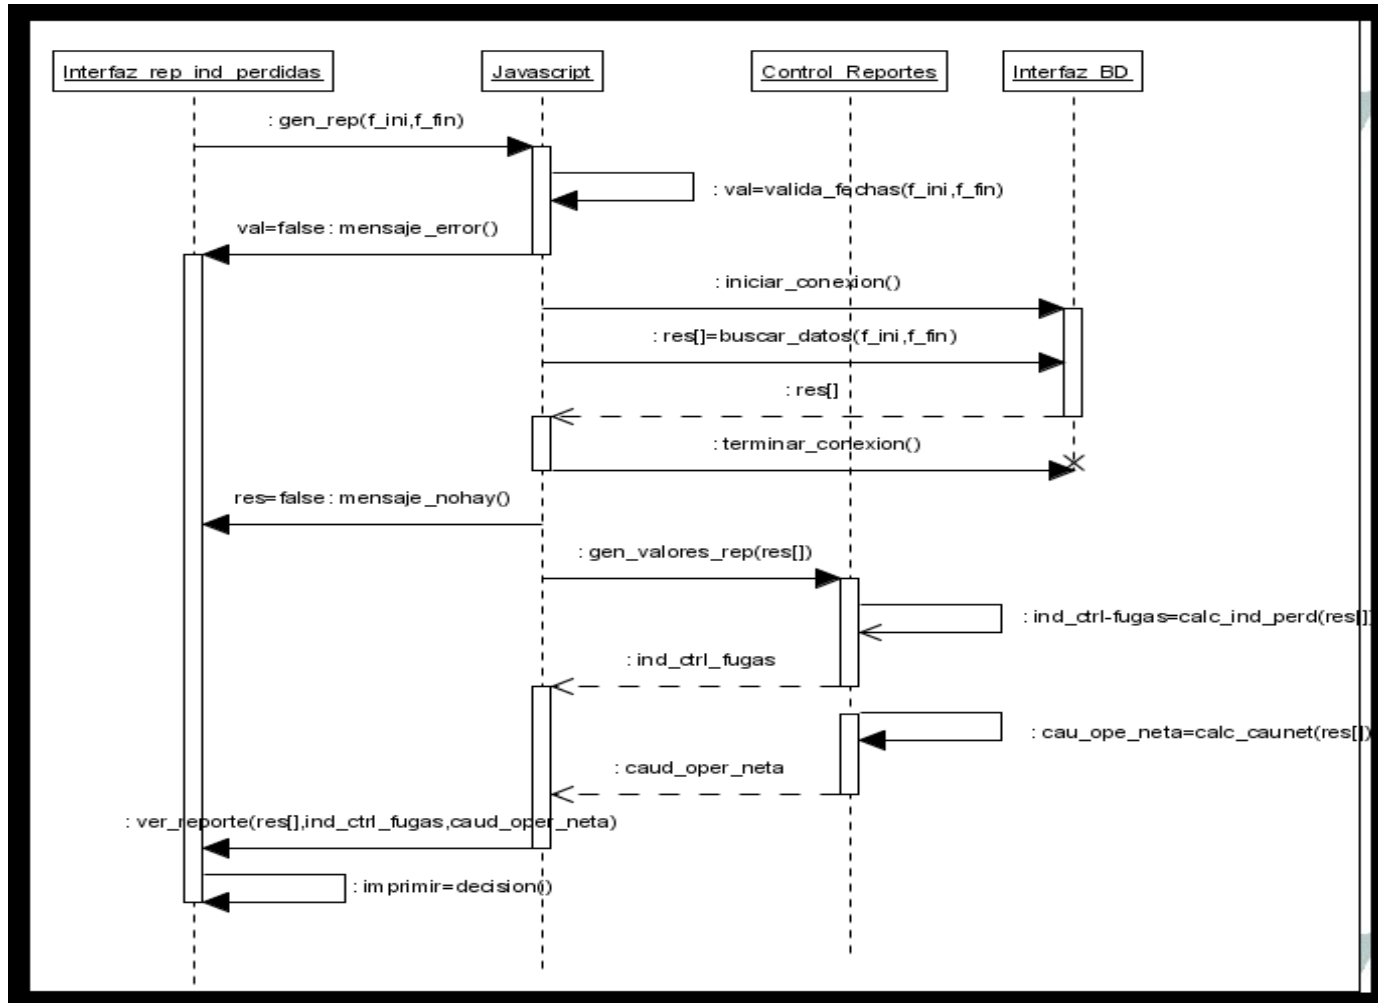 Interfaz_rep_ind_perdidas
Javascript
Control_Reportes
Interfaz_BD
: gen_rep(f_ini,f_fin)
: val=valida_fechas(f_ini,f_fin)
val=false: mensaje_error()
: iniciar_conexion()
: res[]=buscar_datos(f_ini,f_fin)
: res[]
: terminar_conexion()
res=false: mensaje_nohay()
: gen_valores_rep(res[])
: ind_ctrl-fugas=calc_ind_perd(res[])
: ind_ctrl_fugas
: cau_ope_neta=calc_caunet(res[])
: caud_oper_neta
: ver_reporte(res[],ind_ctrl_fugas,caud_oper_neta)
: imprimir=decision()